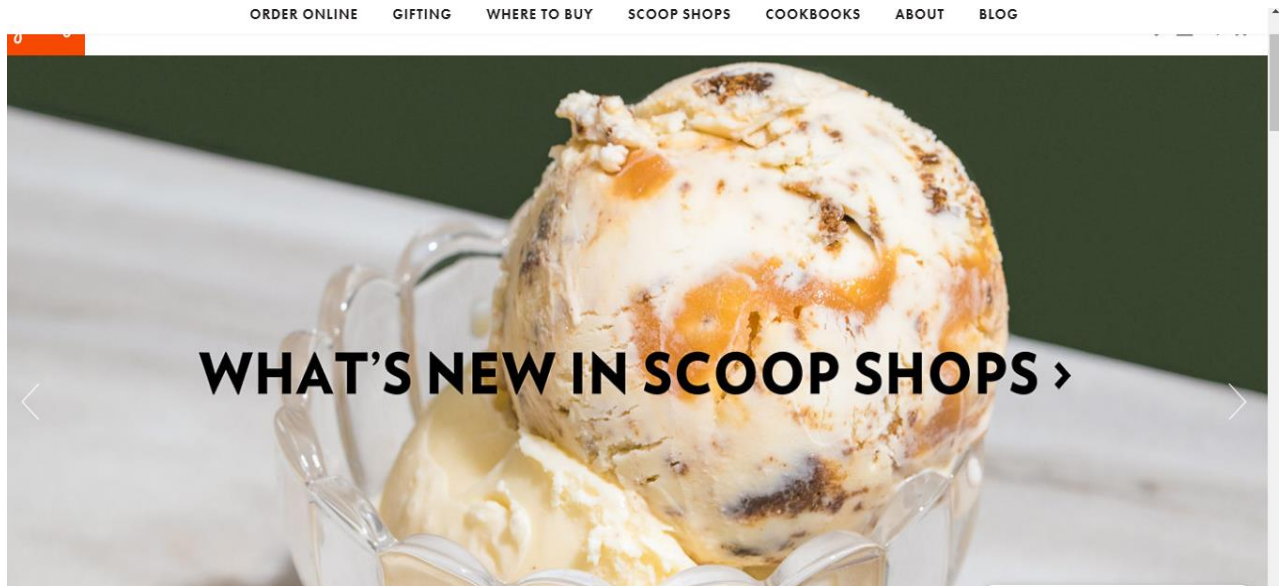 ORDER ONLINE GIFTING WHERE TO BUY SCOOP SHOPS COOKBOOKS ABOUT BLOG
WHAT'S NEW IN SCOOP SHOPS ›